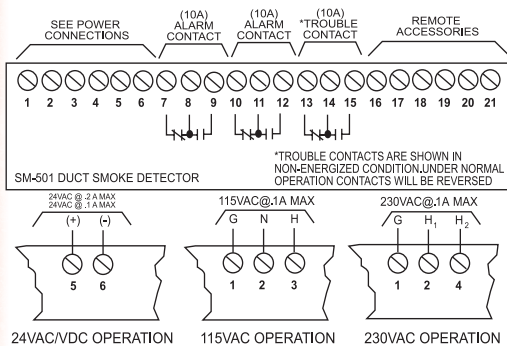 SEE POWER CONNECTIONS
(10A) ALARM CONTACT
(10A) ALARM CONTACT
(10A) *TROUBLE CONTACT
REMOTE ACCESSORIES
1 2 3 4 5 6 7 8 9 10 11 12 13 14 15 16 17 18 19 20 21
*TROUBLE CONTACTS ARE SHOWN IN
NON-ENERGIZED CONDITION.UNDER NORMAL
OPERATION CONTACTS WILL BE REVERSED
SM-501 DUCT SMOKE DETECTOR
24VAC @ .2 A MAX
24VAC @ .1 A MAX
(+) (-)
5 6
24VAC/VDC OPERATION
115VAC@.1A MAX
G N H
1 2 3
115VAC OPERATION
230VAC@.1A MAX
G H1 H2
1 2 4
230VAC OPERATION